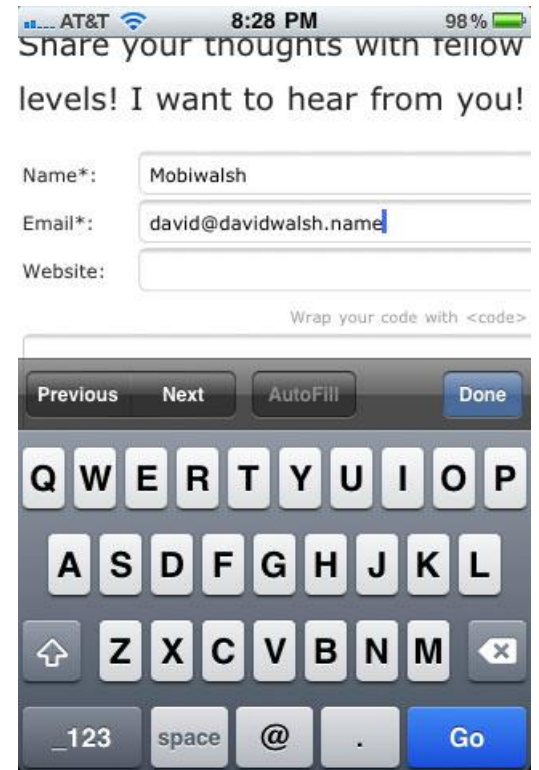 AT&T 8:28 PM 98%
Share your thoughts with fellow
levels! I want to hear from you!
Name*: Mobiwalsh
Email*: david@davidwalsh.name
Website:
Wrap your code with <code>
Previous Next AutoFill Done
Q W E R T Y U I O P
A S D F G H J K L
Z X C V B N M
_123 space @ . Go